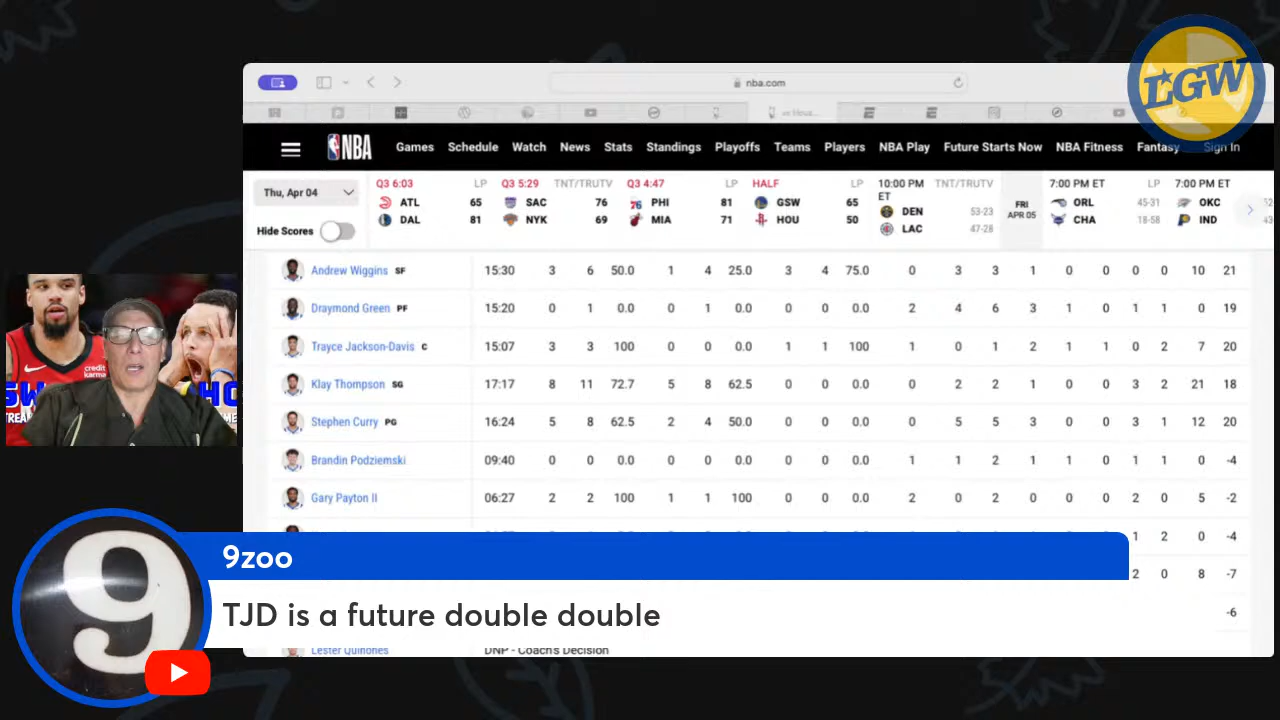 LGW
nba.com
NBA Games Schedule Watch News Stats Standings Playoffs Teams Players NBA Play Future Starts Now NBA Fitness Fantasy Sign In
Thu, Apr 04
Hide Scores
Q3 6:03 LP
ATL 65
DAL 81
Q3 5:29 TNT/TRUTV
SAC 76
NYK 69
Q3 4:47 LP
PHI 81
MIA 71
HALF LP
GSW 65
HOU 50
10:00 PM ET TNT/TRUTV
DEN 53-23
LAC 47-28
FRI
APR 05
7:00 PM ET LP
ORL 45-31
CHA 18-58
7:00 PM ET
OKC
IND
Andrew Wiggins SF 15:30 3 6 50.0 1 4 25.0 3 4 75.0 0 3 3 1 0 0 0 0 10 21
Draymond Green PF 15:20 0 1 0.0 0 1 0.0 0 0 0.0 2 4 6 3 1 0 1 1 0 19
Trayce Jackson-Davis C 15:07 3 3 100 0 0 0.0 1 1 100 1 0 1 2 1 1 0 2 7 20
Klay Thompson SG 17:17 8 11 72.7 5 8 62.5 0 0 0.0 0 2 2 1 0 0 3 2 21 18
Stephen Curry PG 16:24 5 8 62.5 2 4 50.0 0 0 0.0 0 5 5 3 0 0 3 1 12 20
Brandin Podziemski 09:40 0 0 0.0 0 0 0.0 0 0 0.0 1 1 2 1 1 0 1 1 0 -4
Gary Payton II 06:27 2 2 100 1 1 100 0 0 0.0 2 0 2 0 0 0 2 0 5 -2
1 2 0 -4
2 0 8 -7
-6
Lester Quinones DNP - Coach's Decision
credit karma
9
9zoo
TJD is a future double double